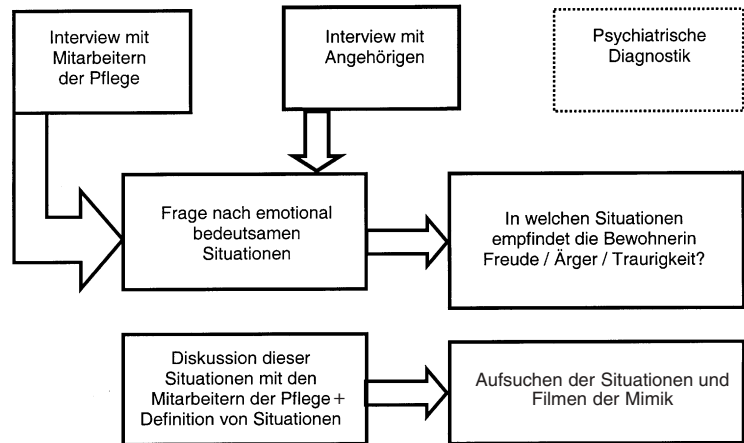 Interview mit
Mitarbeitern
der Pflege
Interview mit
Angehörigen
Psychiatrische
Diagnostik
Frage nach emotional
bedeutsamen
Situationen
In welchen Situationen
empfindet die Bewohnerin
Freude / Ärger / Traurigkeit?
Diskussion dieser
Situationen mit den
Mitarbeitern der Pflege +
Definition von Situationen
Aufsuchen der Situationen und
Filmen der Mimik